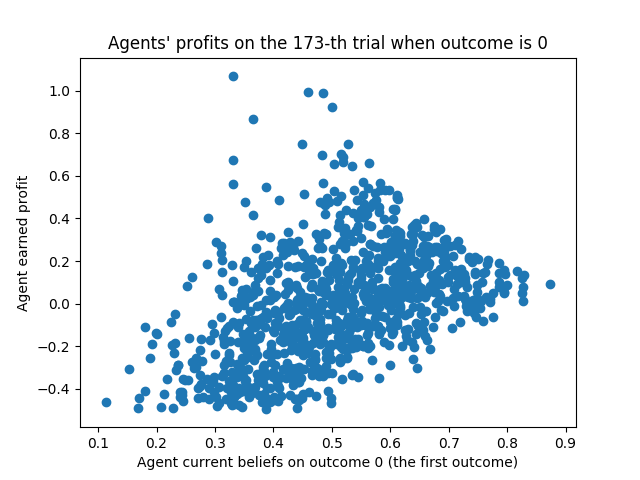 Agents' profits on the 173-th trial when outcome is 0
Agent earned profit
1.0
0.8
0.6
0.4
0.2
0.0
−0.2
−0.4
0.1 0.2 0.3 0.4 0.5 0.6 0.7 0.8 0.9
Agent current beliefs on outcome 0 (the first outcome)